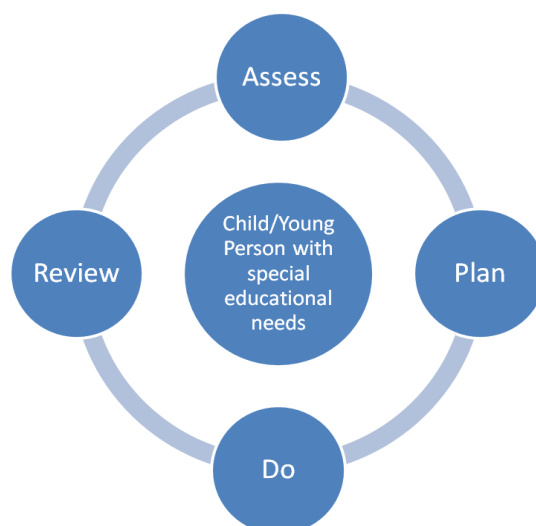 Assess
Child/Young
Person with
special
educational
needs
Review
Plan
Do